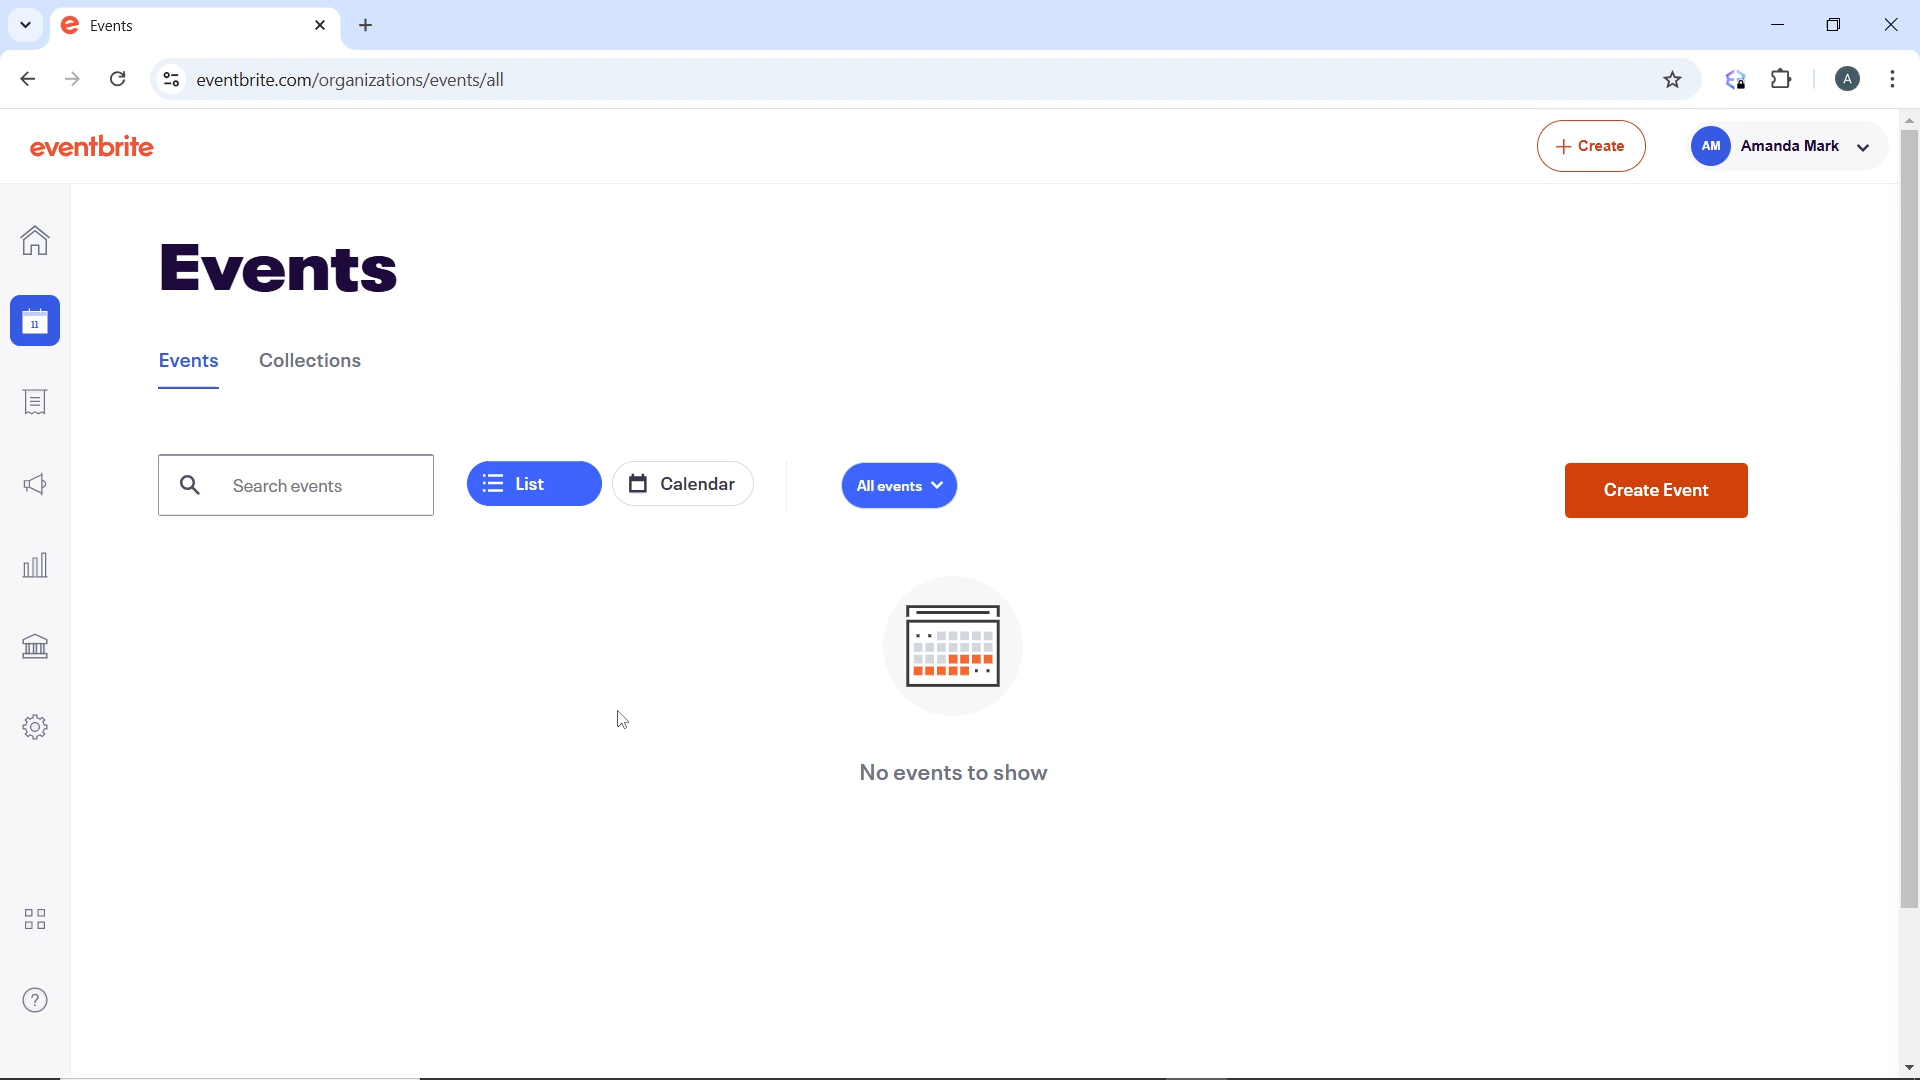 Events
eventbrite.com/organizations/events/all
A
eventbrite
Create
AM
Amanda Mark
Events
11
Events
Collections
Search events
List
Calendar
All events
Create Event
No events to show
?